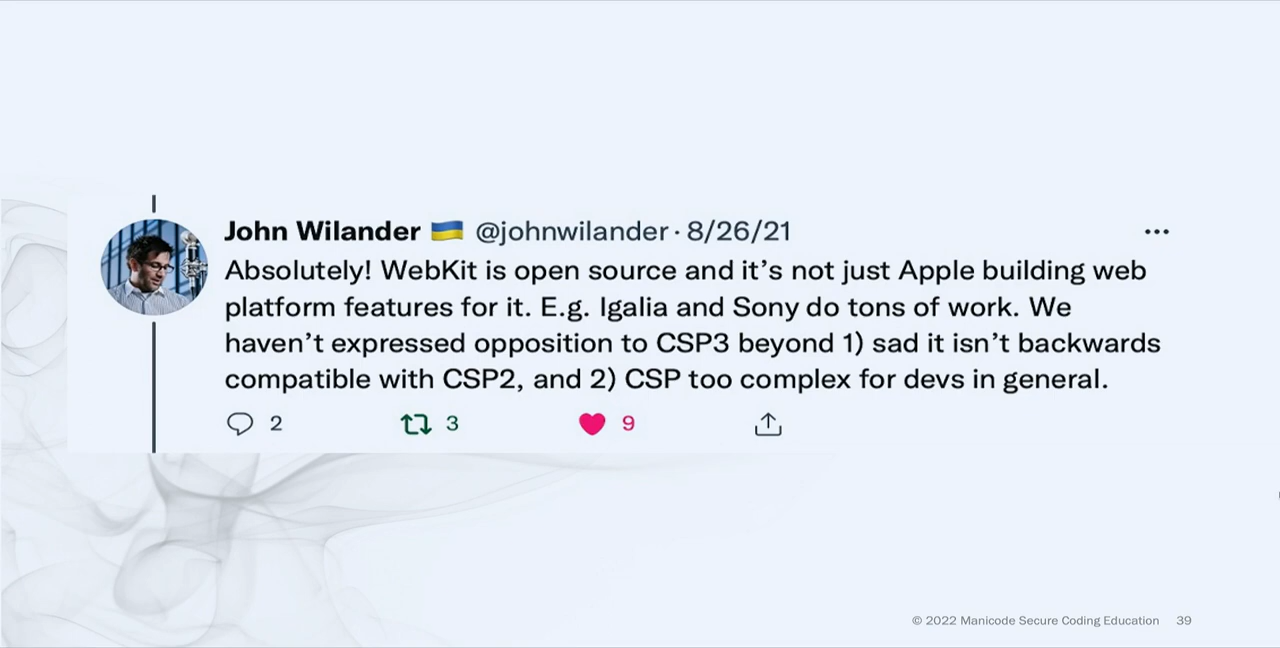 John Wilander 🇺🇦 @johnwilander · 8/26/21
Absolutely! WebKit is open source and it’s not just Apple building web
platform features for it. E.g. Igalia and Sony do tons of work. We
haven’t expressed opposition to CSP3 beyond 1) sad it isn’t backwards
compatible with CSP2, and 2) CSP too complex for devs in general.
2 3 9
© 2022 Manicode Secure Coding Education 39